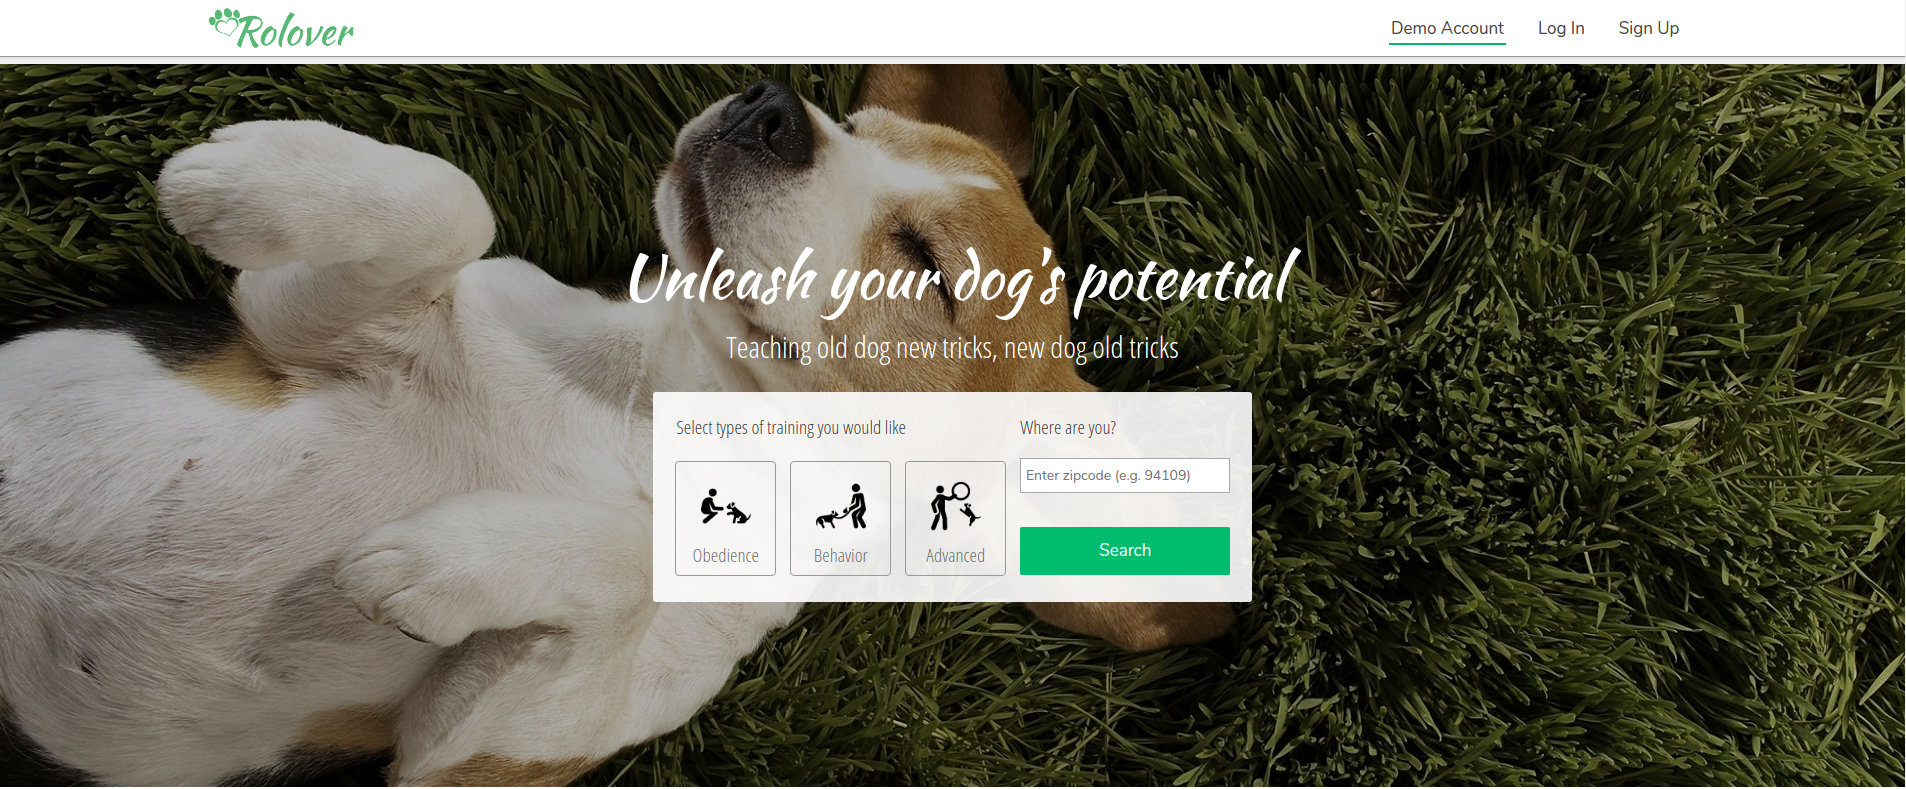 Rolover
Demo Account
Log In
Sign Up
Unleash your dog's potential
Teaching old dog new tricks, new dog old tricks
Select types of training you would like
Obedience
Behavior
Advanced
Where are you?
Enter zipcode (e.g. 94109)
Search